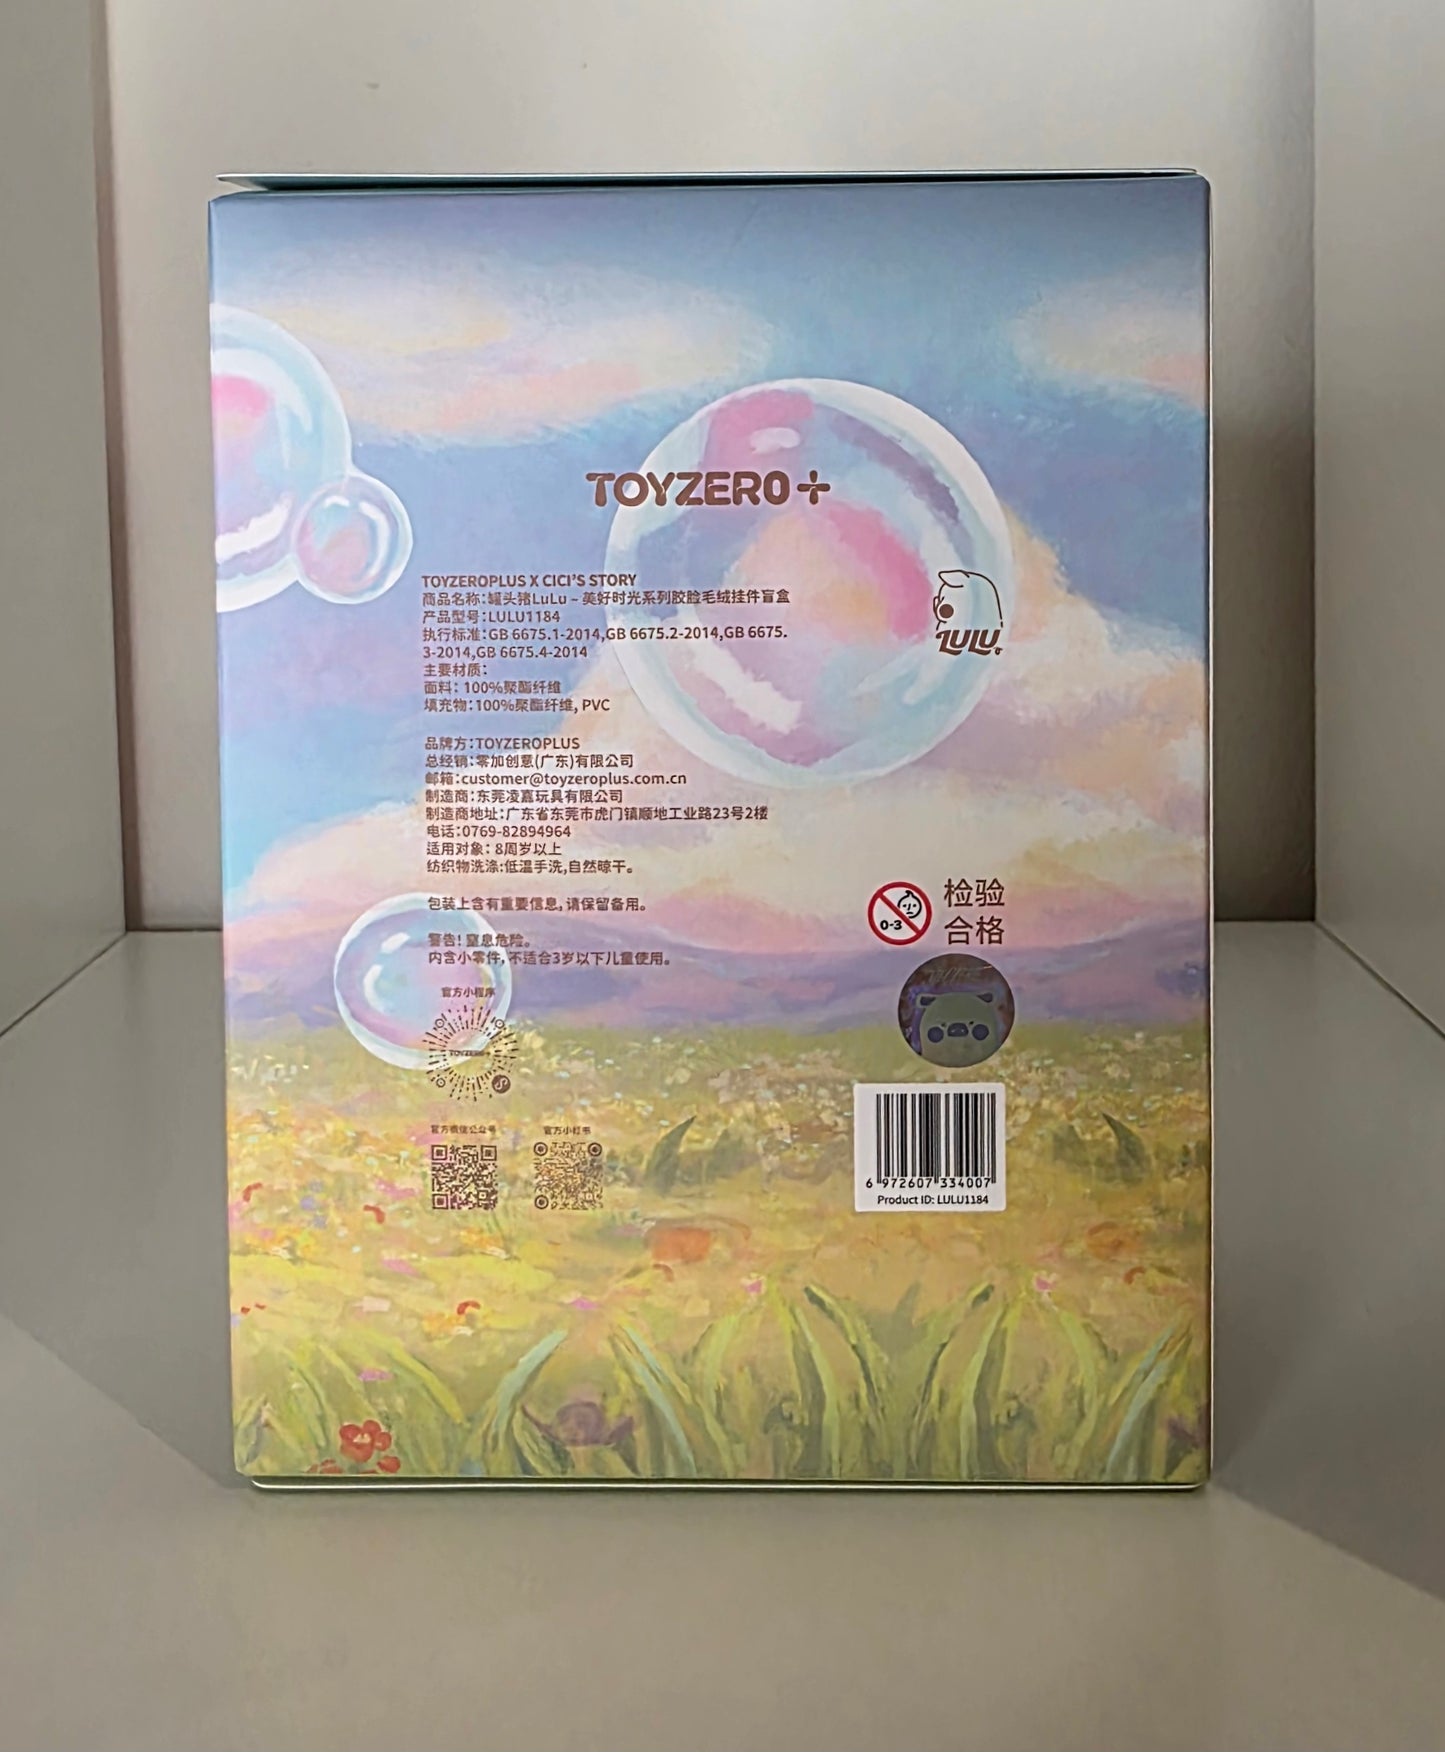 TOYZERO+
TOYZEROPLUS X CICI'S STORY
商品名称:罐头猪LuLu – 美好时光系列胶脸毛绒挂件盲盒
产品型号:LULU1184
执行标准:GB 6675.1-2014,GB 6675.2-2014,GB 6675.
3-2014,GB 6675.4-2014
主要材质:
面料: 100%聚酯纤维
填充物:100%聚酯纤维, PVC
LULU
品牌方:TOYZEROPLUS
总经销:零加创意(广东)有限公司
邮箱:customer@toyzeroplus.com.cn
制造商:东莞凌嘉玩具有限公司
制造商地址:广东省东莞市虎门镇顺地工业路23号2楼
电话:0769-82894964
适用对象: 8周岁以上
纺织物洗涤:低温手洗,自然晾干。
包装上含有重要信息,请保留备用。
警告! 窒息危险。
内含小零件,不适合3岁以下儿童使用。
0-3
检验
合格
官方小程序
TOYZERO+
官方微信公众号
官方小红书
6 972607 334007
Product ID: LULU1184